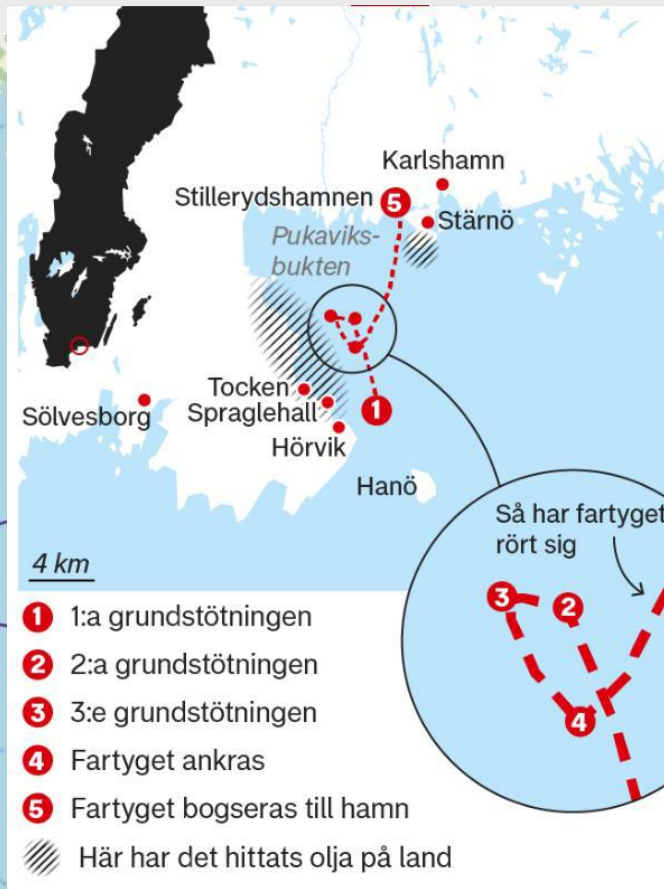 Karlshamn
Stillerydshamnen
5
Stärnö
Pukaviks-
bukten
Tocken
Spraglehall
1
Sölvesborg
Hörvik
Hanö
Så har fartyget
rört sig
4 km
3
2
4
1 1:a grundstötningen
2 2:a grundstötningen
3 3:e grundstötningen
4 Fartyget ankras
5 Fartyget bogseras till hamn
Här har det hittats olja på land